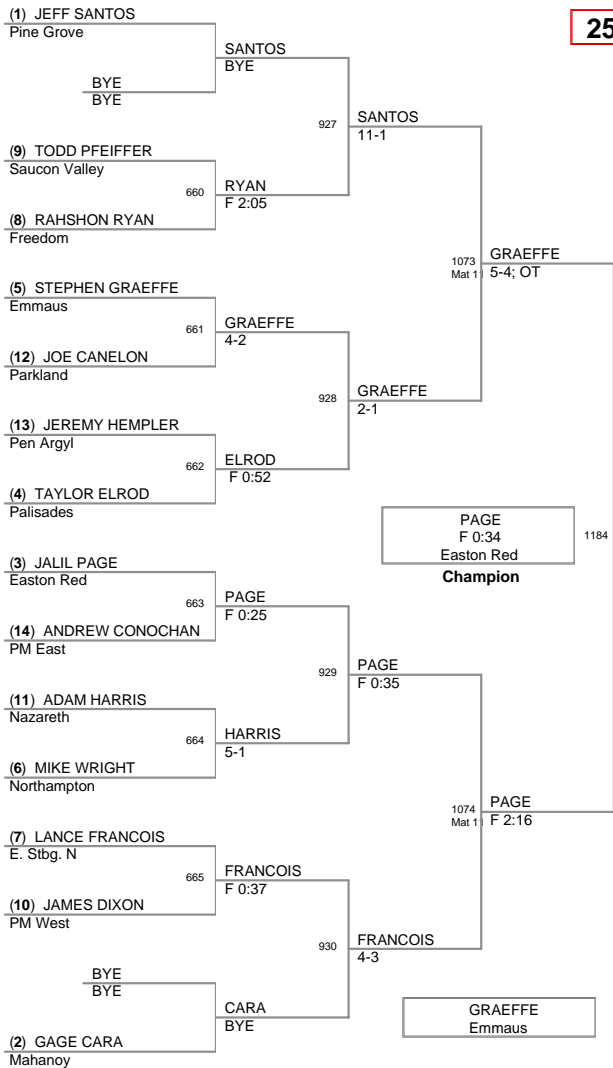 (1) JEFF SANTOS
Pine Grove
25
SANTOS
BYE
BYE
BYE
927
SANTOS
11-1
(9) TODD PFEIFFER
Saucon Valley
660
RYAN
F 2:05
(8) RAHSHON RYAN
Freedom
1073
Mat 11
GRAEFFE
5-4; OT
(5) STEPHEN GRAEFFE
Emmaus
661
GRAEFFE
4-2
(12) JOE CANELON
Parkland
928
GRAEFFE
2-1
(13) JEREMY HEMPLER
Pen Argyl
662
ELROD
F 0:52
(4) TAYLOR ELROD
Palisades
PAGE
F 0:34
Easton Red
1184
Champion
(3) JALIL PAGE
Easton Red
663
PAGE
F 0:25
(14) ANDREW CONOCHAN
PM East
929
PAGE
F 0:35
(11) ADAM HARRIS
Nazareth
664
HARRIS
5-1
(6) MIKE WRIGHT
Northampton
1074
Mat 11
PAGE
F 2:16
(7) LANCE FRANCOIS
E. Stbg. N
665
FRANCOIS
F 0:37
(10) JAMES DIXON
PM West
930
FRANCOIS
4-3
BYE
BYE
CARA
BYE
GRAEFFE
Emmaus
(2) GAGE CARA
Mahanoy